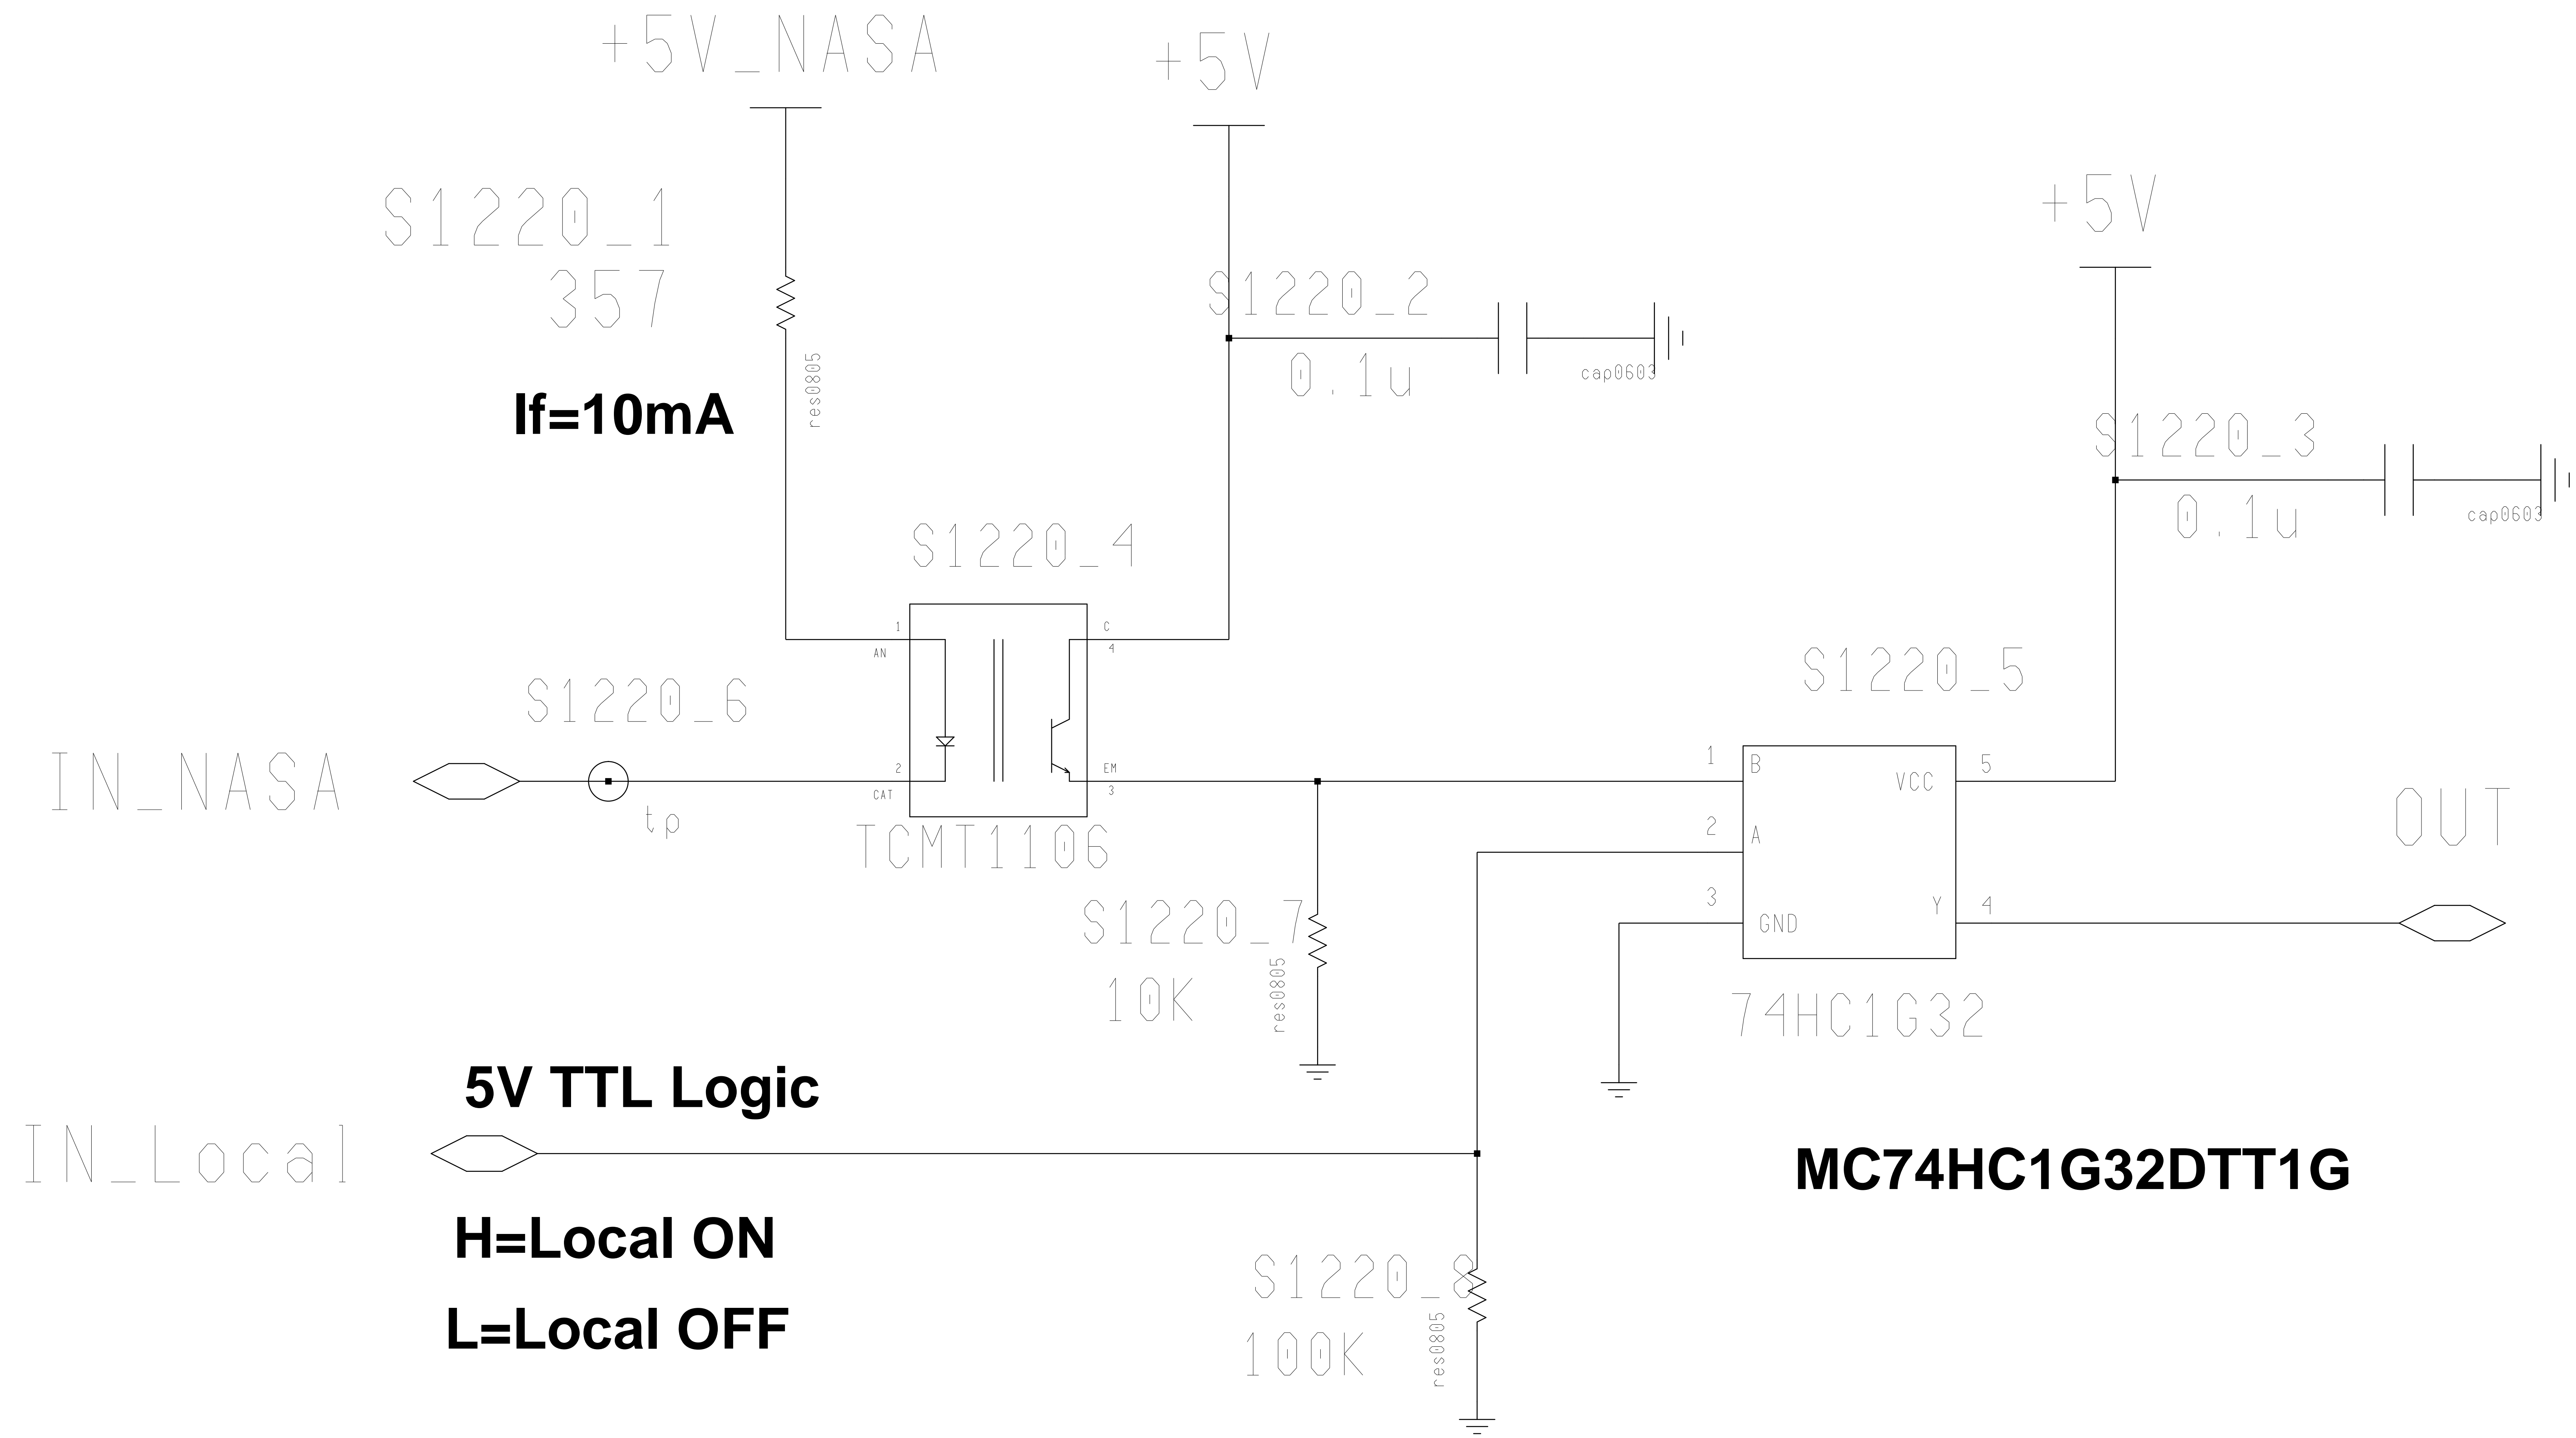 +5V_NASA
+5V
+5V
S1220_1
357
res0805
If=10mA
S1220_2
0.1u
cap0603
S1220_3
0.1u
cap0603
S1220_4
1
AN
C
4
2
CAT
EM
3
TCMT1106
S1220_6
IN_NASA
tp
S1220_5
1
B
VCC
5
2
A
3
GND
Y
4
74HC1G32
OUT
S1220_7
10K
res0805
5V TTL Logic
IN_Local
H=Local ON
L=Local OFF
MC74HC1G32DTT1G
S1220_8
100K
res0805